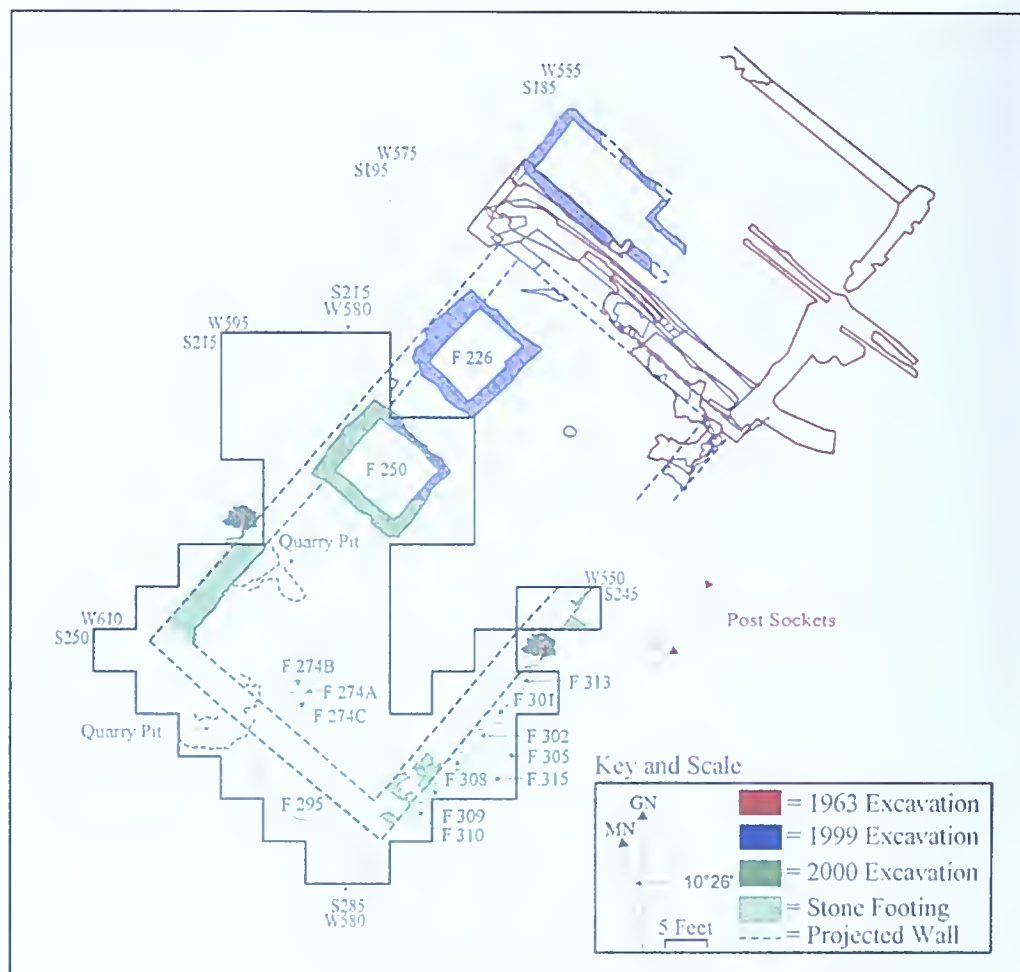 W555
S185
W575
S195
S215
W580
W595
S215
F 226
F 250
Quarry Pit
W550
S245
W610
S250
Post Sockets
F 274B
F 274A
F 274C
F 313
F 301
Quarry Pit
F 302
F 305
F 308
F 315
F 295
F 309
F 310
S285
W580
Key and Scale
GN
MN
10°26'
5 Feet
= 1963 Excavation
= 1999 Excavation
= 2000 Excavation
= Stone Footing
= Projected Wall